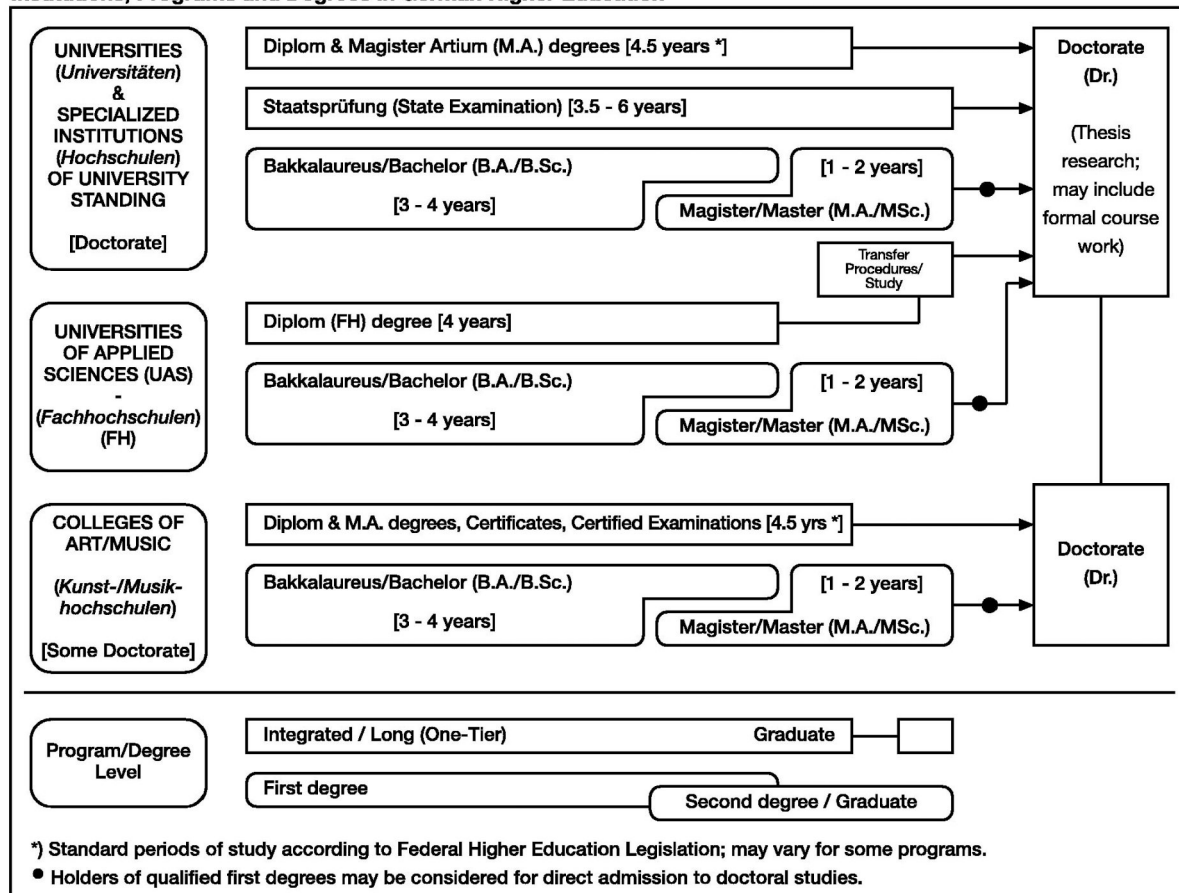 UNIVERSITIES
(Universitäten)
&
SPECIALIZED
INSTITUTIONS
(Hochschulen)
OF UNIVERSITY
STANDING
[Doctorate]
Diplom & Magister Artium (M.A.) degrees [4.5 years *]
Staatsprüfung (State Examination) [3.5 - 6 years]
Bakkalaureus/Bachelor (B.A./B.Sc.)
[3 - 4 years]
[1 - 2 years]
Magister/Master (M.A./MSc.)
Doctorate
(Dr.)
(Thesis
research;
may include
formal course
work)
Transfer
Procedures/
Study
UNIVERSITIES
OF APPLIED
SCIENCES (UAS)
-
(Fachhochschulen)
(FH)
Diplom (FH) degree [4 years]
Bakkalaureus/Bachelor (B.A./B.Sc.)
[3 - 4 years]
[1 - 2 years]
Magister/Master (M.A./MSc.)
COLLEGES OF
ART/MUSIC
(Kunst-/Musik-
hochschulen)
[Some Doctorate]
Diplom & M.A. degrees, Certificates, Certified Examinations [4.5 yrs *]
Bakkalaureus/Bachelor (B.A./B.Sc.)
[3 - 4 years]
[1 - 2 years]
Magister/Master (M.A./MSc.)
Doctorate
(Dr.)
Program/Degree
Level
Integrated / Long (One-Tier) Graduate
First degree
Second degree / Graduate
*) Standard periods of study according to Federal Higher Education Legislation; may vary for some programs.
● Holders of qualified first degrees may be considered for direct admission to doctoral studies.